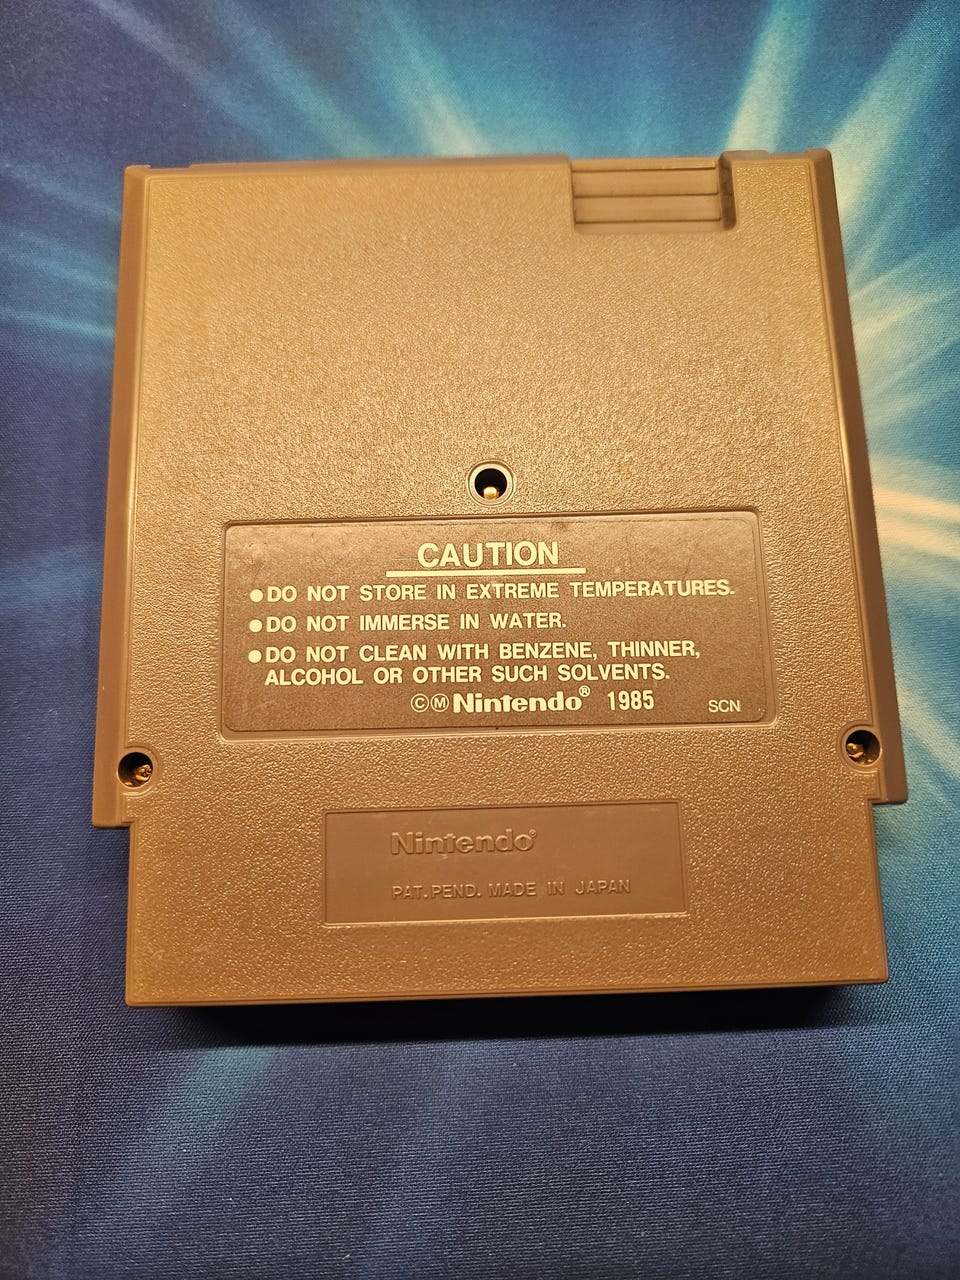 CAUTION
●DO NOT STORE IN EXTREME TEMPERATURES.
●DO NOT IMMERSE IN WATER.
●DO NOT CLEAN WITH BENZENE, THINNER,
ALCOHOL OR OTHER SUCH SOLVENTS.
ⒸⓂNintendo® 1985 SCN
Nintendo®
PAT. PEND. MADE IN JAPAN